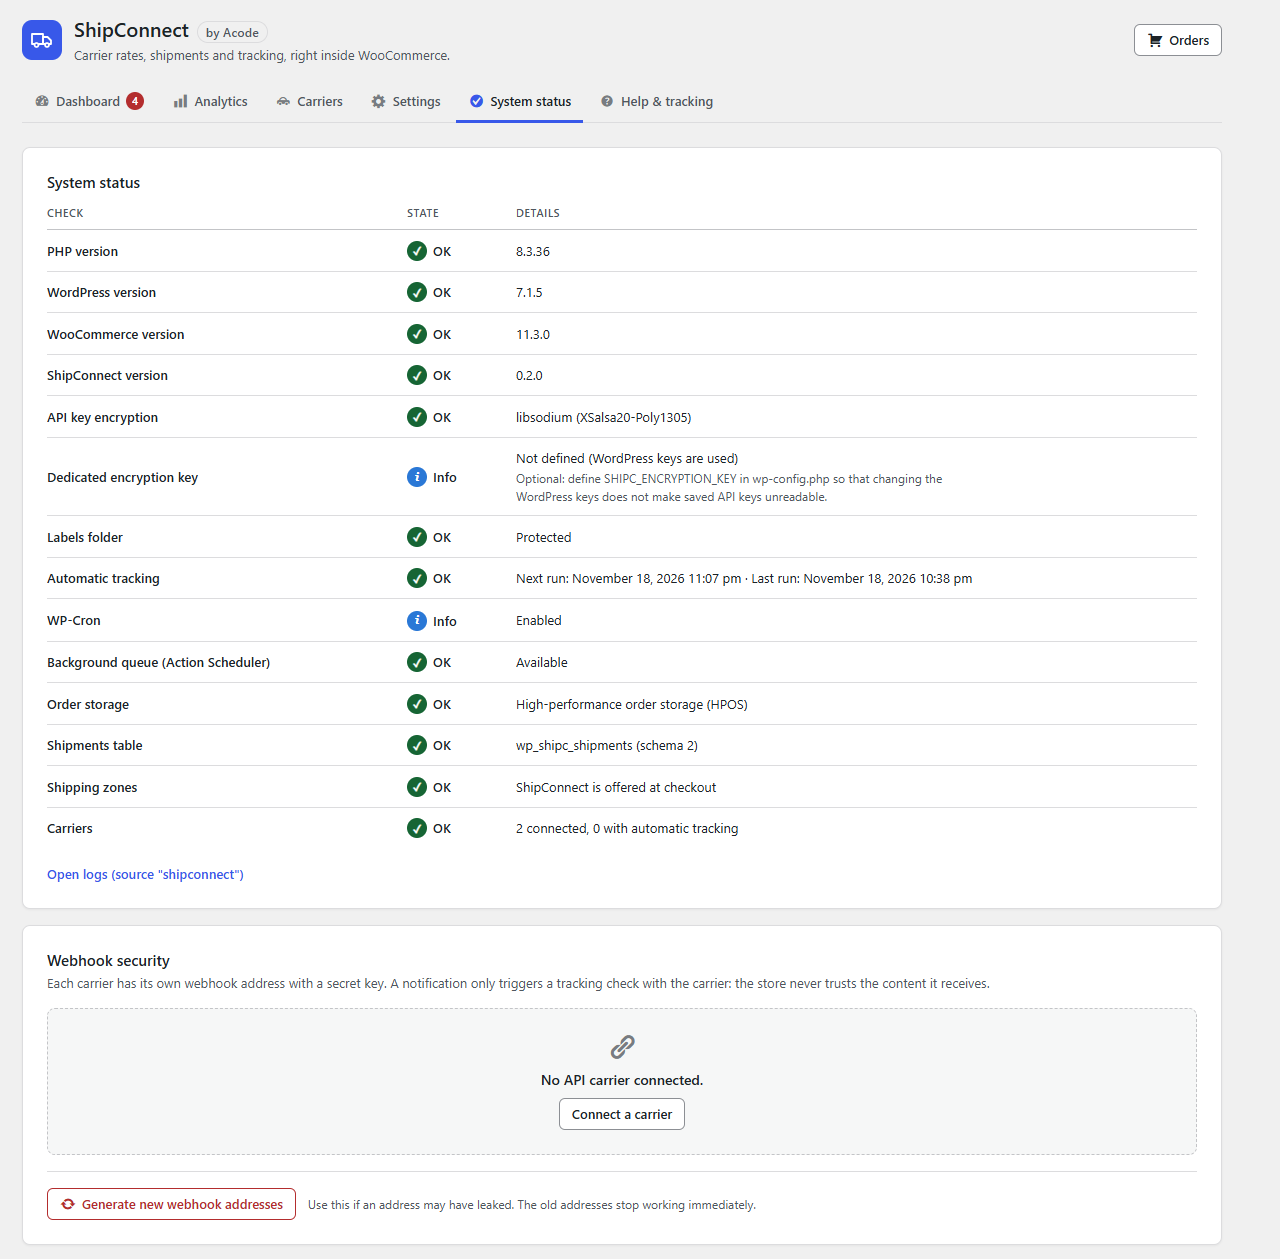 ShipConnect by Acode
Carrier rates, shipments and tracking, right inside WooCommerce.
Orders
Dashboard 4 Analytics Carriers Settings System status Help & tracking
System status
CHECK STATE DETAILS
PHP version OK 8.3.36
WordPress version OK 7.1.5
WooCommerce version OK 11.3.0
ShipConnect version OK 0.2.0
API key encryption OK libsodium (XSalsa20-Poly1305)
Dedicated encryption key Info Not defined (WordPress keys are used)
Optional: define SHIPC_ENCRYPTION_KEY in wp-config.php so that changing the
WordPress keys does not make saved API keys unreadable.
Labels folder OK Protected
Automatic tracking OK Next run: November 18, 2026 11:07 pm · Last run: November 18, 2026 10:38 pm
WP-Cron Info Enabled
Background queue (Action Scheduler) OK Available
Order storage OK High-performance order storage (HPOS)
Shipments table OK wp_shipc_shipments (schema 2)
Shipping zones OK ShipConnect is offered at checkout
Carriers OK 2 connected, 0 with automatic tracking
Open logs (source "shipconnect")
Webhook security
Each carrier has its own webhook address with a secret key. A notification only triggers a tracking check with the carrier: the store never trusts the content it receives.
No API carrier connected.
Connect a carrier
Generate new webhook addresses Use this if an address may have leaked. The old addresses stop working immediately.